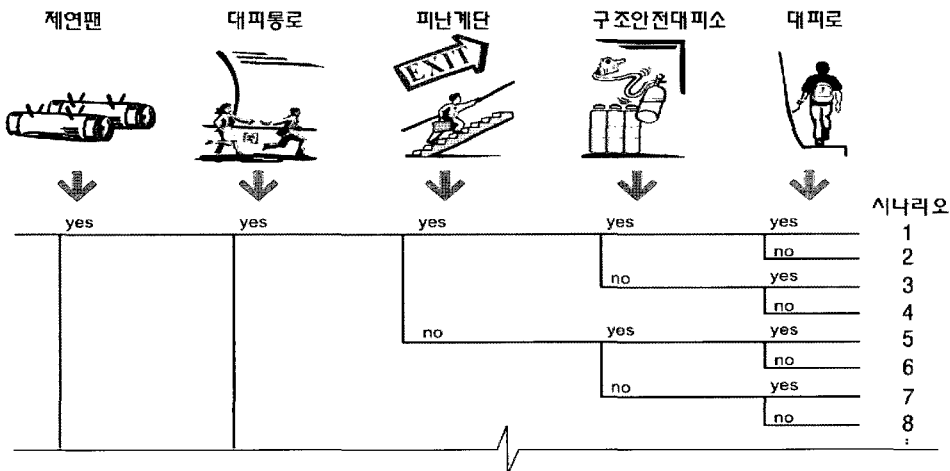 제연팬 대피통로 피난계단 구조안전대피소 대피로
EXIT
시나리오
yes yes yes yes yes 1
no 2
no yes 3
no 4
no yes yes 5
no 6
no yes 7
no 8
: